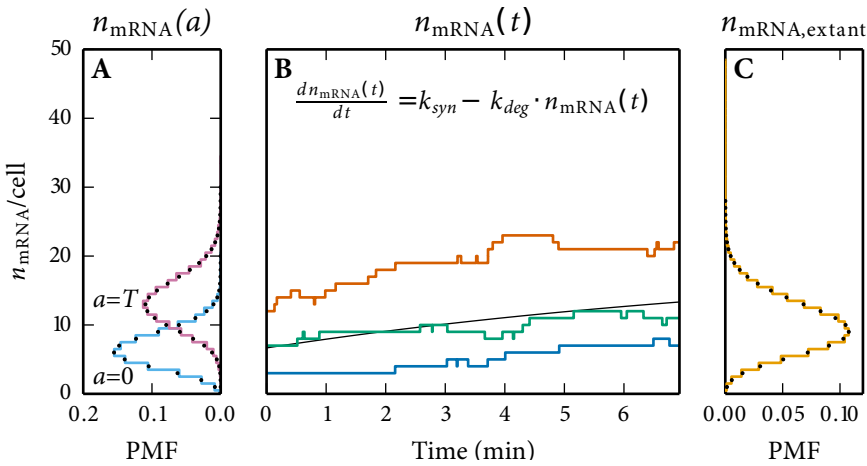 n_mRNA(a)
n_mRNA(t)
n_mRNA,extant
A
B
C
dn_mRNA(t)/dt = k_syn − k_deg · n_mRNA(t)
n_mRNA/cell
50
40
30
20
10
0
a=T
a=0
0.2 0.1 0.0
0 1 2 3 4 5 6
0.00 0.05 0.10
PMF
Time (min)
PMF